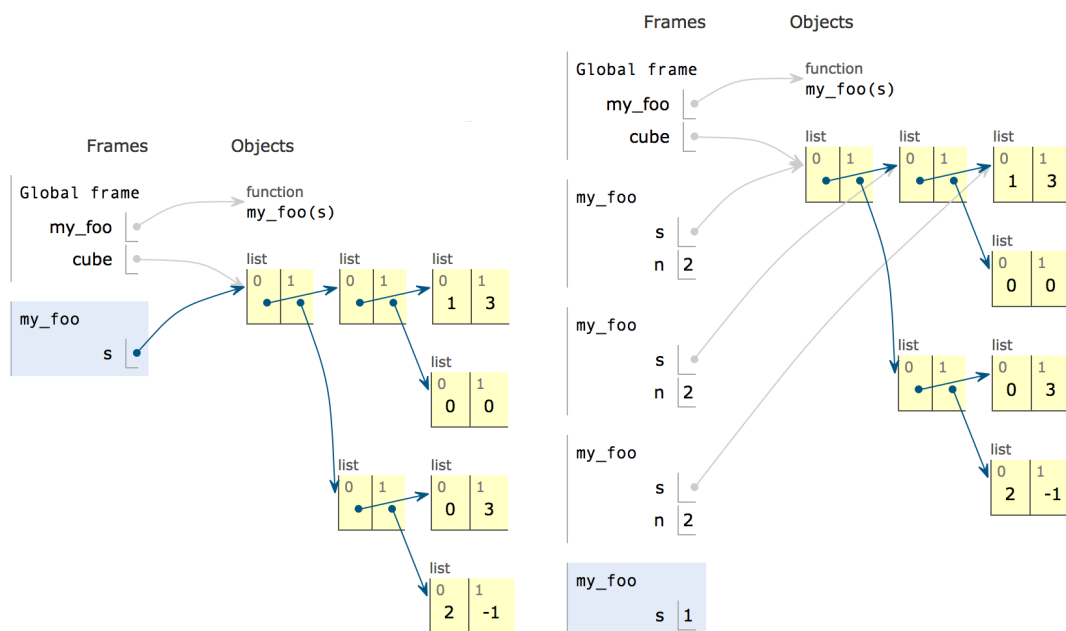 Frames Objects
Global frame
function
my_foo(s)
my_foo
cube
list list list
0 1 0 1 0 1
1 3
my_foo
s
list
0 1
0 0
list list
0 1 0 1
0 3
list
0 1
2 -1
Frames Objects
Global frame
function
my_foo(s)
my_foo
cube
list list list
0 1 0 1 0 1
1 3
my_foo
s
n 2
list
0 1
0 0
my_foo
s
n 2
list list
0 1 0 1
0 3
my_foo
s
n 2
list
0 1
2 -1
my_foo
s 1